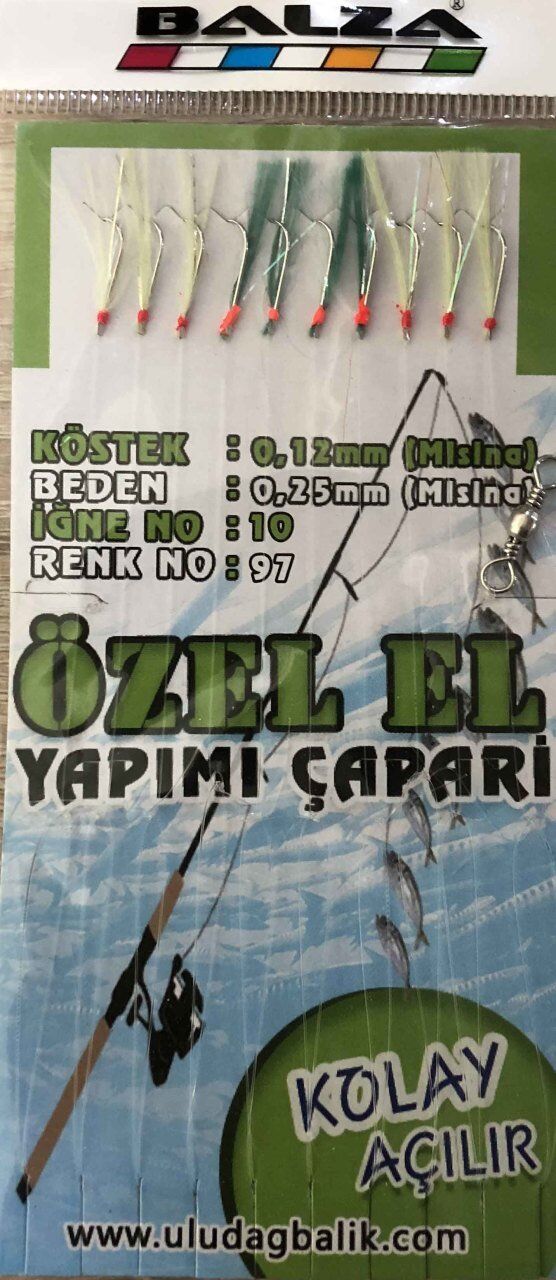 BALZA®
KÖSTEK : 0,12mm (Misina)
BEDEN : 0,25mm (Misina)
İĞNE NO : 10
RENK NO : 97
ÖZEL EL
YAPIMI ÇAPARİ
KOLAY
AÇILIR
www.uludagbalik.com